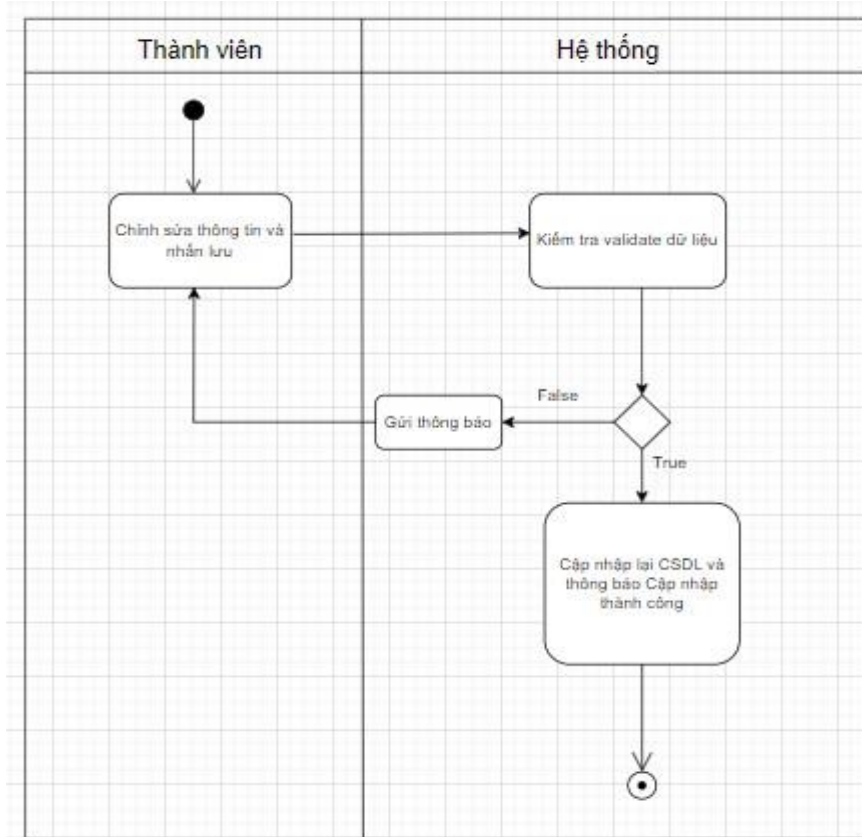 Thành viên
Hệ thống
Chỉnh sửa thông tin và
nhấn lưu
Kiểm tra validate dữ liệu
False
Gửi thông báo
True
Cập nhập lại CSDL và
thông báo Cập nhập
thành công